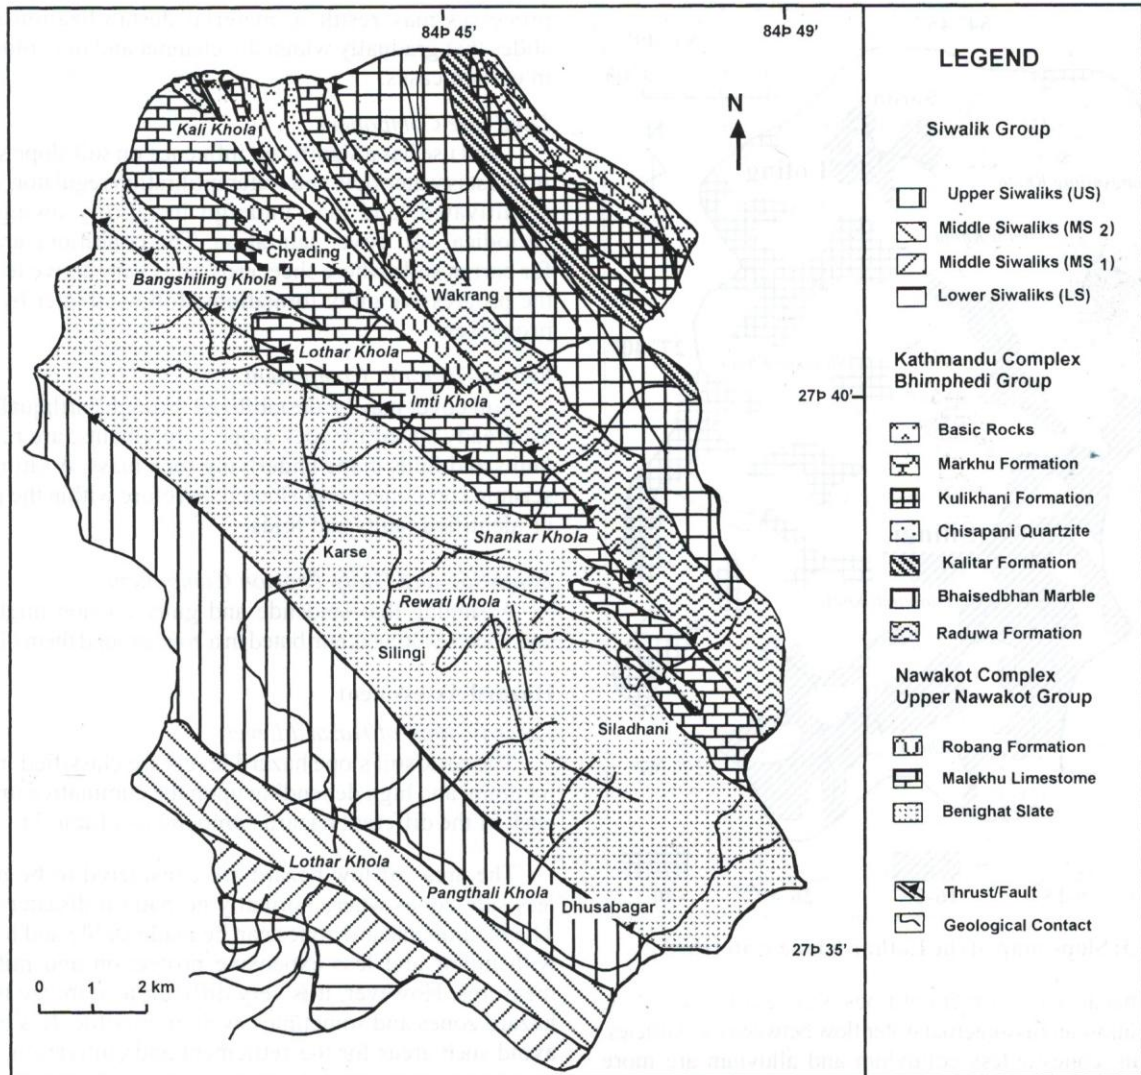 84Þ 45'
84Þ 49'
N
Kali Khola
Chyading
Bangshiling Khola
Wakrang
Lothar Khola
Imti Khola
27Þ 40'
Shankar Khola
Karse
Rewati Khola
Silingi
Siladhani
Lothar Khola
Pangthali Khola
Dhusabagar
27Þ 35'
0 1 2 km
LEGEND
Siwalik Group
Upper Siwaliks (US)
Middle Siwaliks (MS 2)
Middle Siwaliks (MS 1)
Lower Siwaliks (LS)
Kathmandu Complex
Bhimphedi Group
Basic Rocks
Markhu Formation
Kulikhani Formation
Chisapani Quartzite
Kalitar Formation
Bhaisedbhan Marble
Raduwa Formation
Nawakot Complex
Upper Nawakot Group
Robang Formation
Malekhu Limestome
Benighat Slate
Thrust/Fault
Geological Contact